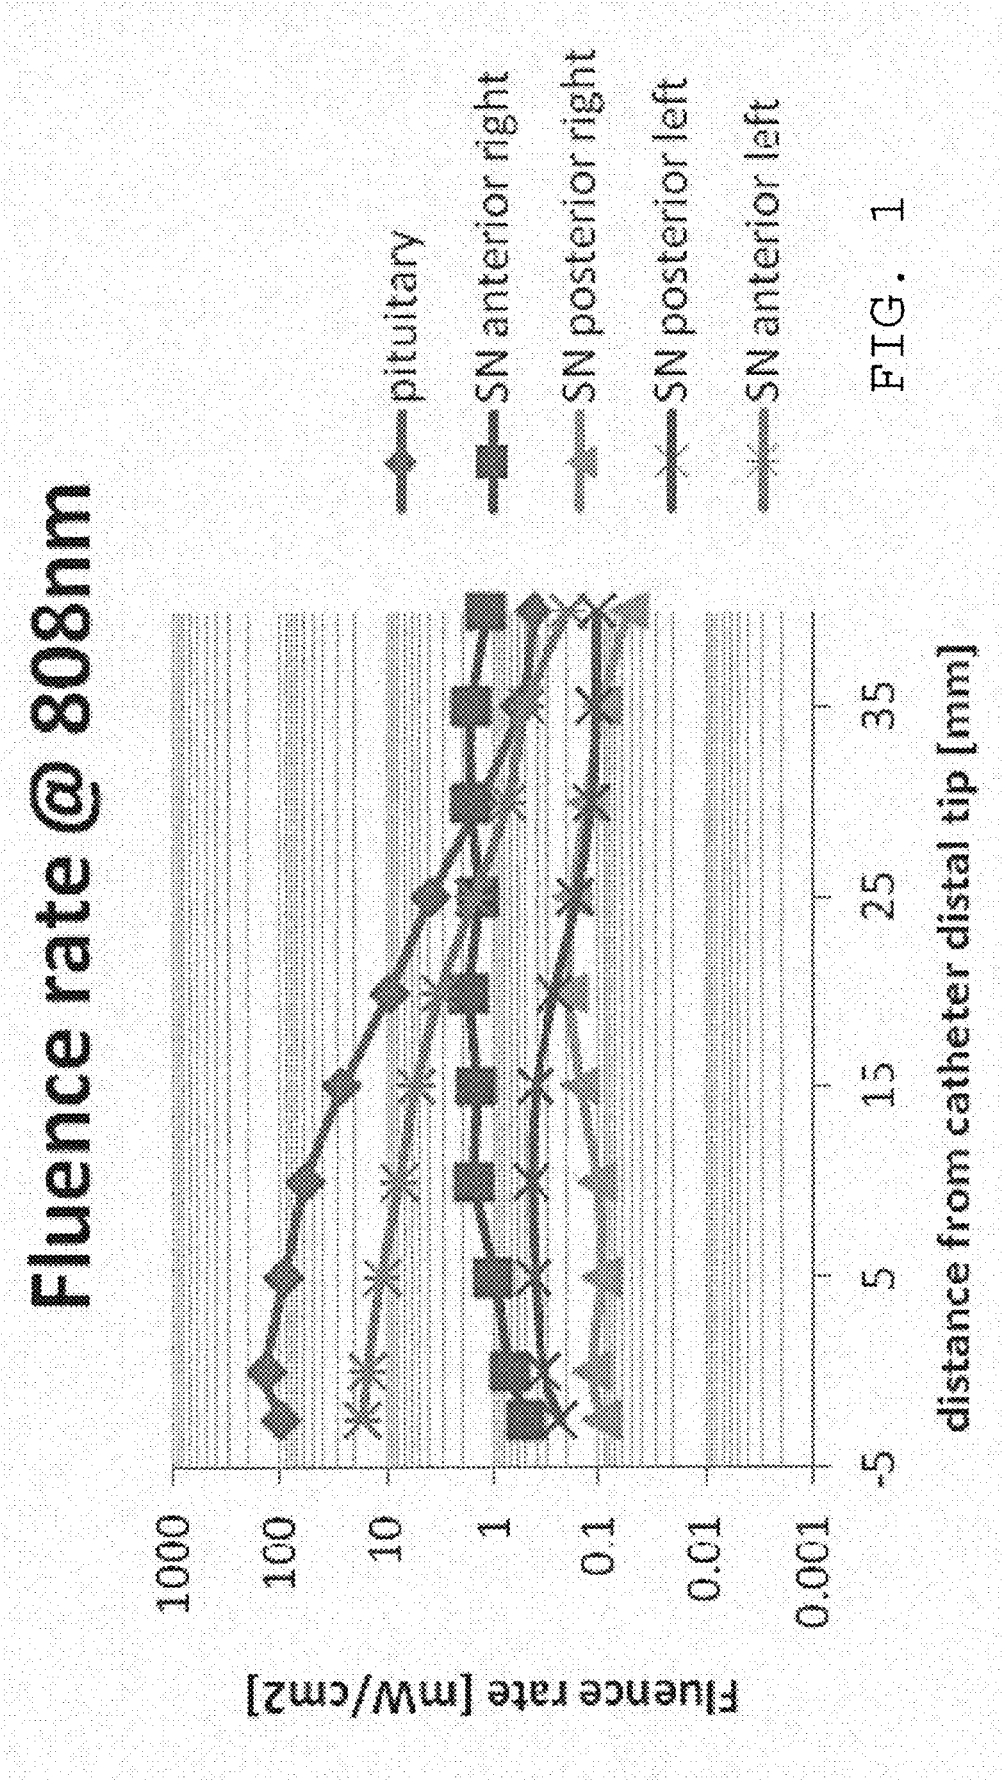 Fluence rate @ 808nm
Fluence rate [mW/cm2]
1000
100
10
1
0.1
0.01
0.001
-5
5
15
25
35
distance from catheter distal tip [mm]
pituitary
SN anterior right
SN posterior right
SN posterior left
SN anterior left
FIG. 1